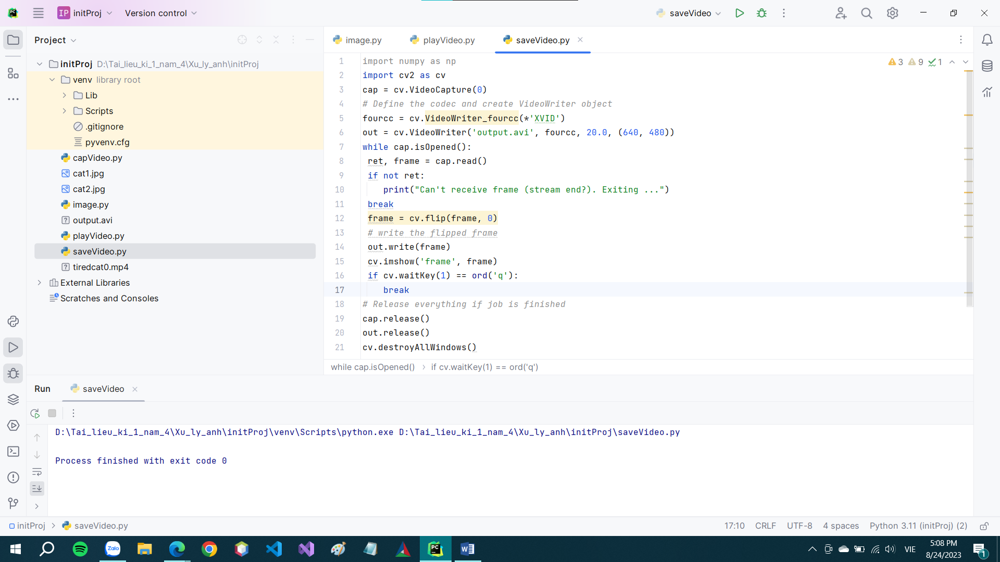 IP initProj Version control saveVideo
Project
initProj D:\Tai_lieu_ki_1_nam_4\Xu_ly_anh\initProj
venv library root
Lib
Scripts
.gitignore
pyvenv.cfg
capVideo.py
cat1.jpg
cat2.jpg
image.py
output.avi
playVideo.py
saveVideo.py
tiredcat0.mp4
External Libraries
Scratches and Consoles
image.py playVideo.py saveVideo.py
3 9 1
1 import numpy as np
2 import cv2 as cv
3 cap = cv.VideoCapture(0)
4 # Define the codec and create VideoWriter object
5 fourcc = cv.VideoWriter_fourcc(*'XVID')
6 out = cv.VideoWriter('output.avi', fourcc, 20.0, (640, 480))
7 while cap.isOpened():
8 ret, frame = cap.read()
9 if not ret:
10 print("Can't receive frame (stream end?). Exiting ...")
11 break
12 frame = cv.flip(frame, 0)
13 # write the flipped frame
14 out.write(frame)
15 cv.imshow('frame', frame)
16 if cv.waitKey(1) == ord('q'):
17 break
18 # Release everything if job is finished
19 cap.release()
20 out.release()
21 cv.destroyAllWindows()
while cap.isOpened() › if cv.waitKey(1) == ord('q')
Run saveVideo
D:\Tai_lieu_ki_1_nam_4\Xu_ly_anh\initProj\venv\Scripts\python.exe D:\Tai_lieu_ki_1_nam_4\Xu_ly_anh\initProj\saveVideo.py
Process finished with exit code 0
initProj › saveVideo.py 17:10 CRLF UTF-8 4 spaces Python 3.11 (initProj) (2)
Zalo PC VIE
5:08 PM
8/24/2023
1